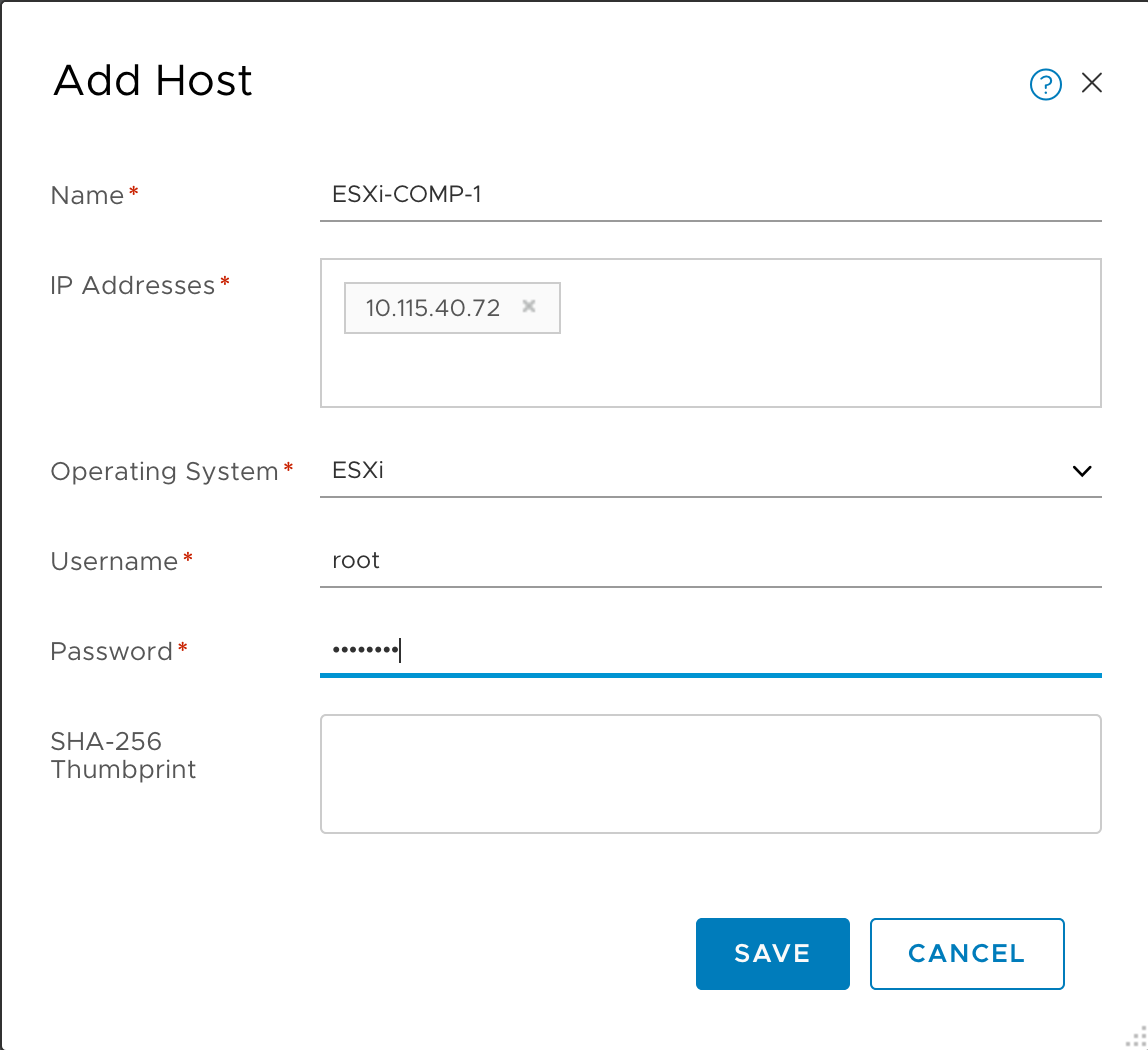 Add Host
?
Name*
ESXi-COMP-1
IP Addresses*
10.115.40.72
Operating System*
ESXi
Username*
root
Password*
••••••••
SHA-256
Thumbprint
SAVE
CANCEL